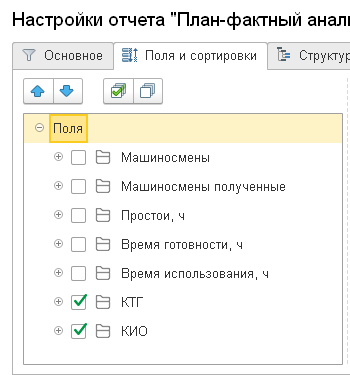 Настройки отчета "План-фактный анали
Основное
Поля и сортировки
Структур
Поля
Машиносмены
Машиносмены полученные
Простои, ч
Время готовности, ч
Время использования, ч
КТГ
КИО